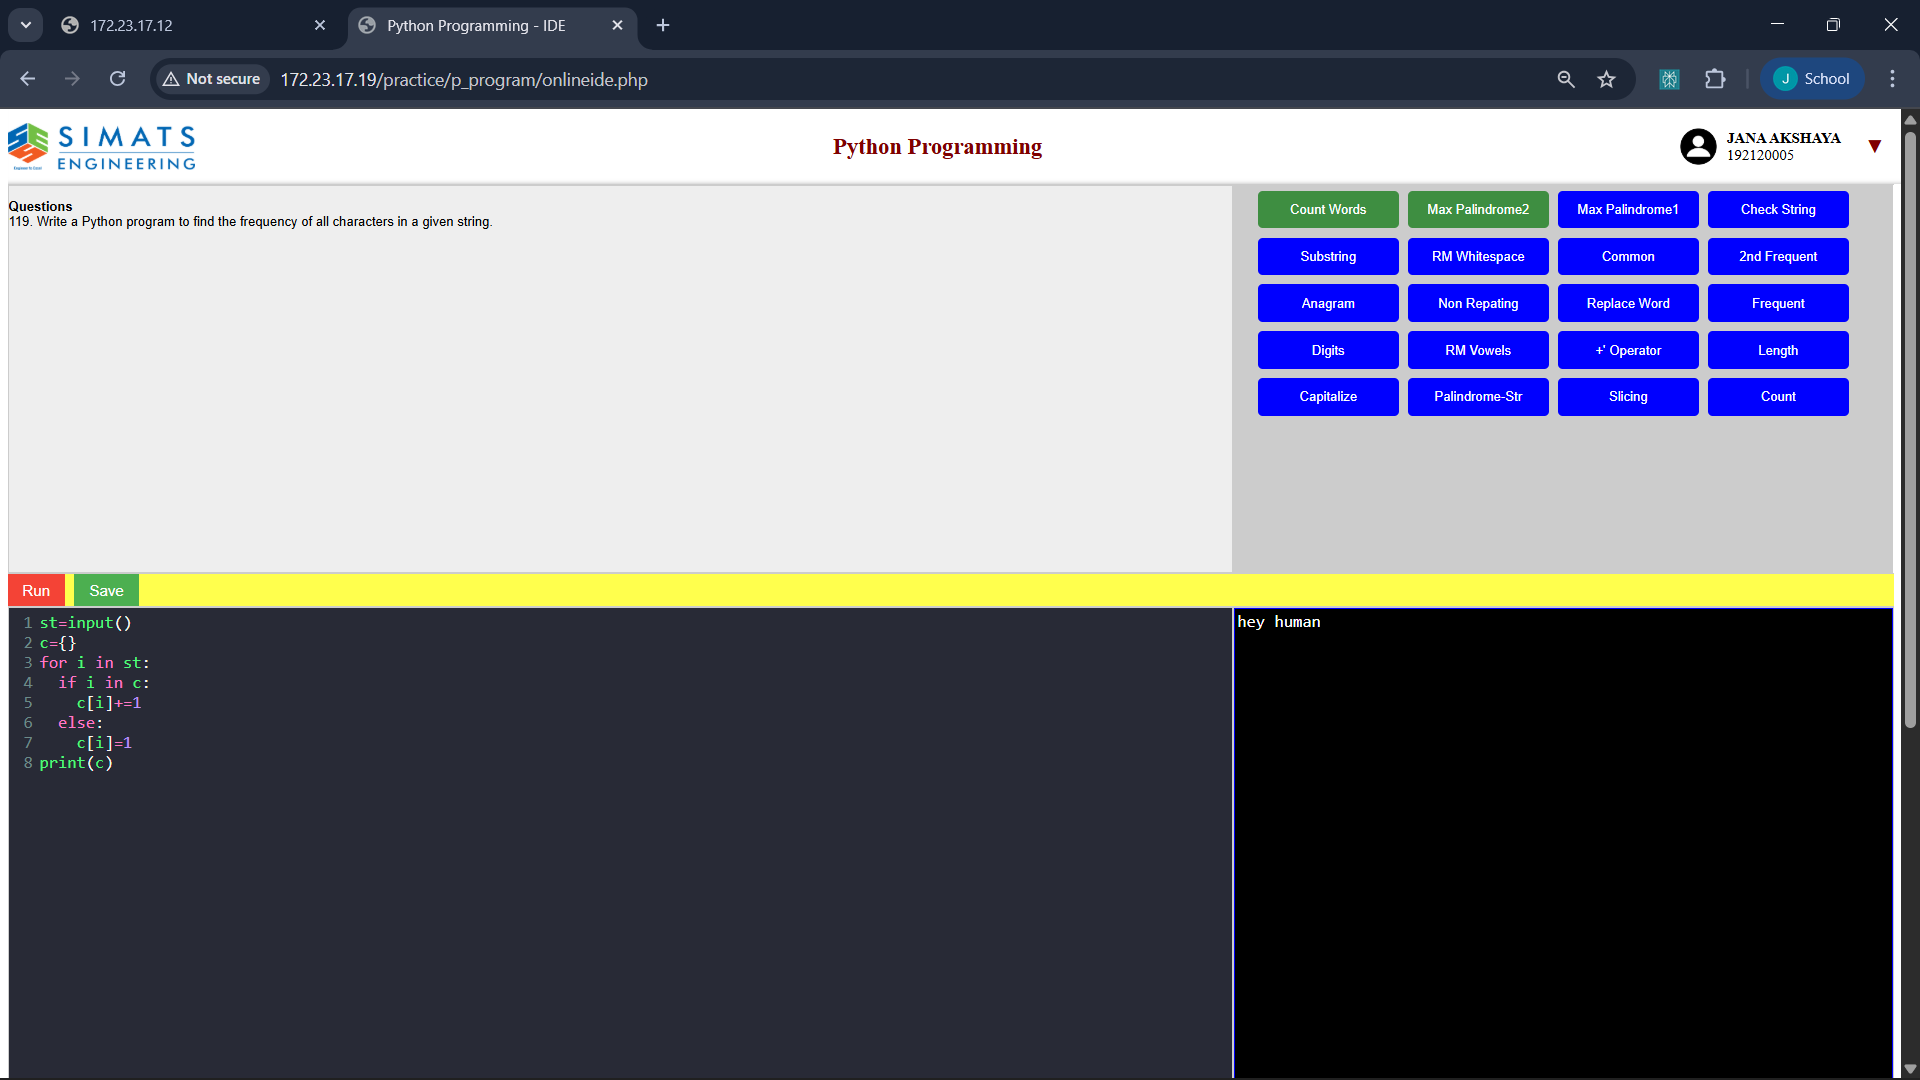 172.23.17.12
Python Programming - IDE
Not secure
172.23.17.19/practice/p_program/onlineide.php
J School
SIMATS
ENGINEERING
Python Programming
JANA AKSHAYA
192120005
Questions
119. Write a Python program to find the frequency of all characters in a given string.
Count Words Max Palindrome2 Max Palindrome1 Check String
Substring RM Whitespace Common 2nd Frequent
Anagram Non Repating Replace Word Frequent
Digits RM Vowels +' Operator Length
Capitalize Palindrome-Str Slicing Count
Run Save
1 st=input()
2 c={}
3 for i in st:
4   if i in c:
5     c[i]+=1
6   else:
7     c[i]=1
8 print(c)
hey human